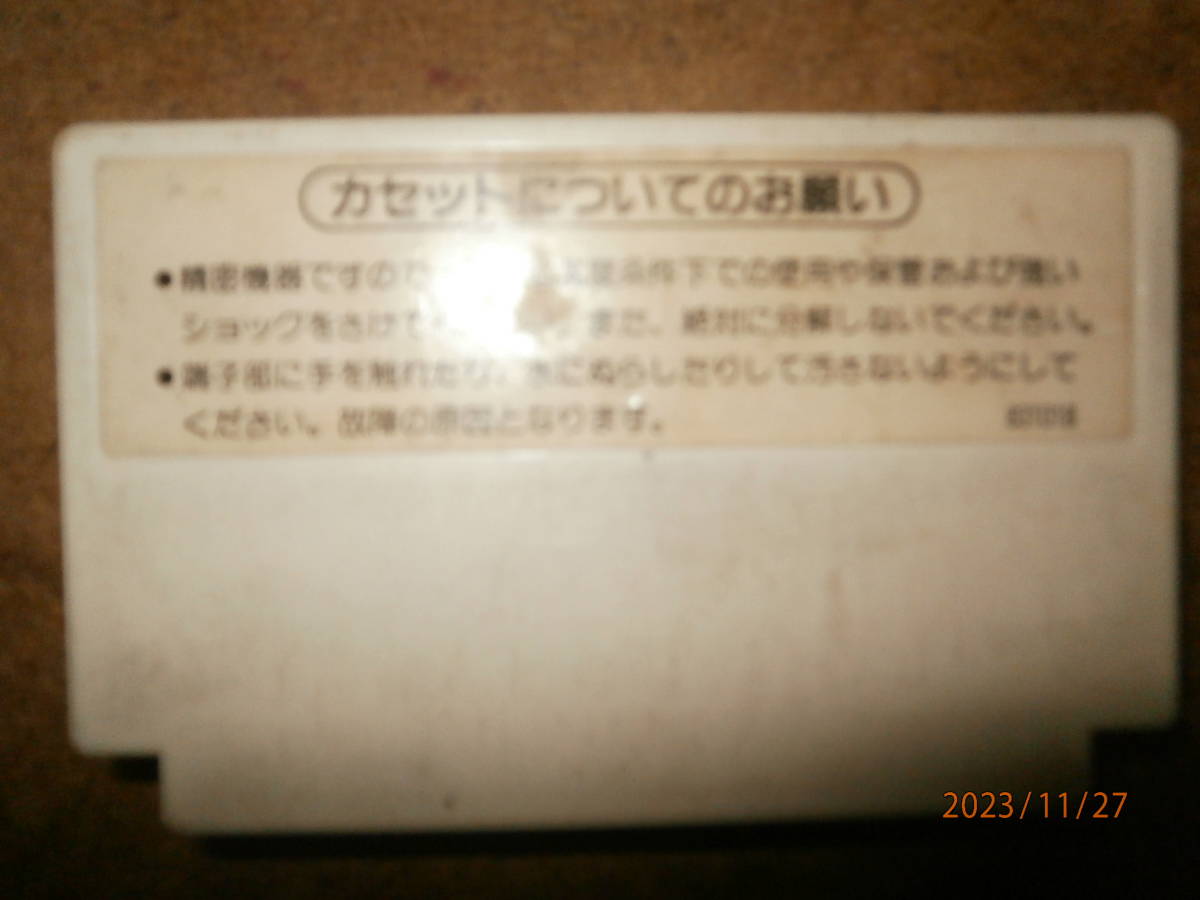 カセットについてのお願い
●精密機器ですので 温度条件下での使用や保管および強い
ショックをさけて また、絶対に分解しないでください。
●端子部に手を触れたり、水にぬらしたりして汚さないようにして
ください。故障の原因となります。
2023/11/27